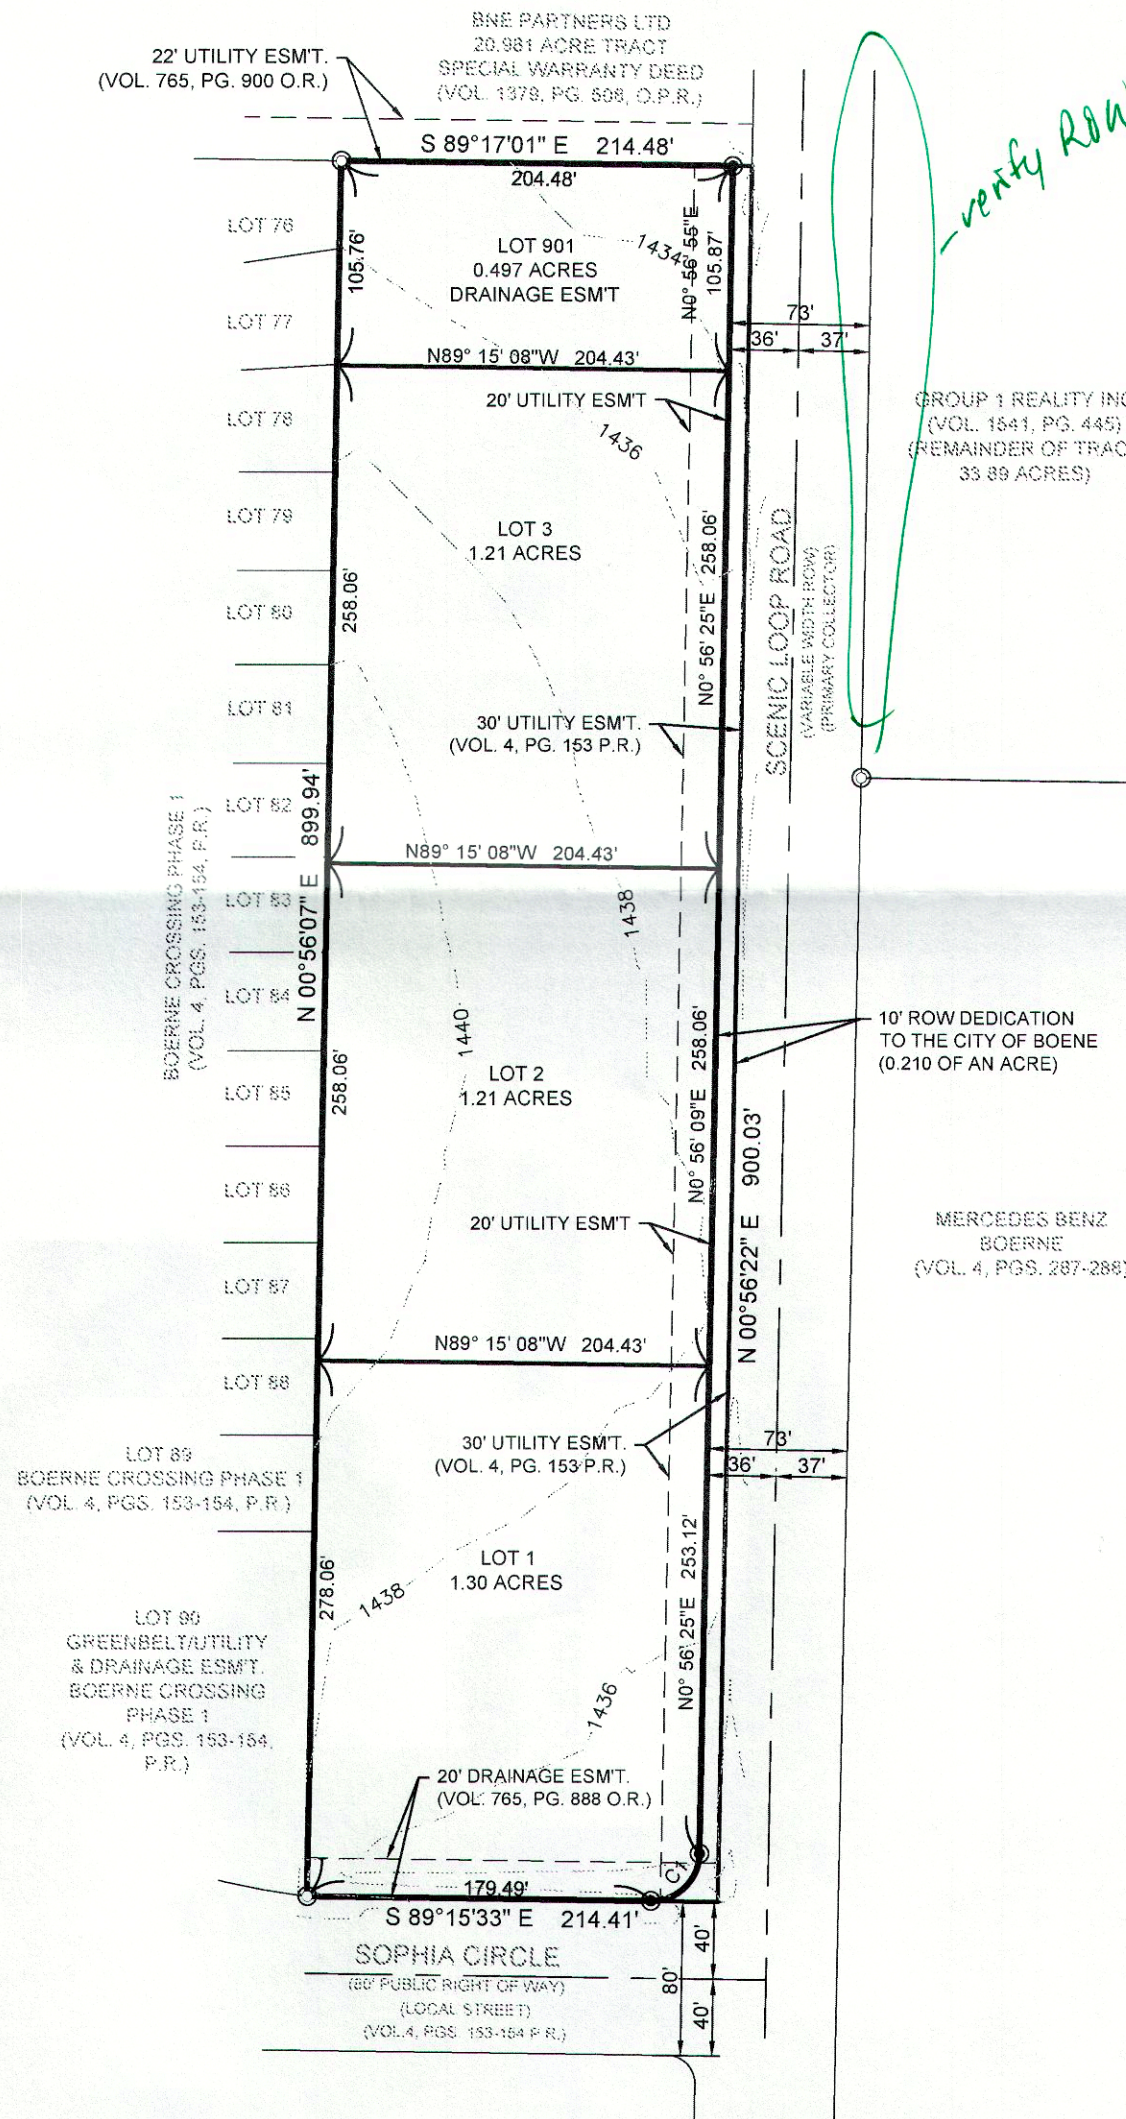 BNE PARTNERS LTD
20.981 ACRE TRACT
SPECIAL WARRANTY DEED
(VOL. 1379, PG. 508, O.P.R.)
22' UTILITY ESM'T.
(VOL. 765, PG. 900 O.R.)
S 89°17'01" E 214.48'
204.48'
verify ROW
LOT 76
LOT 77
LOT 78
LOT 79
LOT 80
LOT 81
LOT 82
LOT 83
LOT 84
LOT 85
LOT 86
LOT 87
LOT 88
105.76'
LOT 901
0.497 ACRES
DRAINAGE ESM'T
1434
N0° 56' 55"E
105.87'
73'
36' 37'
N89° 15' 08"W 204.43'
20' UTILITY ESM'T
1436
GROUP 1 REALITY INC
(VOL. 1541, PG. 445)
(REMAINDER OF TRAC
33.89 ACRES)
LOT 3
1.21 ACRES
258.06'
N0° 56' 25"E 258.06'
SCENIC LOOP ROAD
(VARIABLE WIDTH ROW)
(PRIMARY COLLECTOR)
30' UTILITY ESM'T.
(VOL. 4, PG. 153 P.R.)
BOERNE CROSSING PHASE 1
(VOL. 4, PGS. 153-154, P.R.)
N 00°56'07" E 899.94'
N89° 15' 08"W 204.43'
1438
1440
10' ROW DEDICATION
TO THE CITY OF BOENE
(0.210 OF AN ACRE)
LOT 2
1.21 ACRES
258.06'
N0° 56' 09"E 258.06'
N 00°56'22" E 900.03'
20' UTILITY ESM'T
MERCEDES BENZ
BOERNE
(VOL. 4, PGS. 287-288)
N89° 15' 08"W 204.43'
30' UTILITY ESM'T.
(VOL. 4, PG. 153 P.R.)
73'
36' 37'
LOT 89
BOERNE CROSSING PHASE 1
(VOL. 4, PGS. 153-154, P.R.)
LOT 1
1.30 ACRES
278.06'
1438
N0° 56' 25"E 253.12'
LOT 90
GREENBELT/UTILITY
& DRAINAGE ESM'T.
BOERNE CROSSING
PHASE 1
(VOL. 4, PGS. 153-154,
P.R.)
1436
20' DRAINAGE ESM'T.
(VOL. 765, PG. 888 O.R.)
179.49'
S 89°15'33" E 214.41'
SOPHIA CIRCLE
(80' PUBLIC RIGHT OF WAY)
(LOCAL STREET)
(VOL.4, PGS. 153-154 P.R.)
80'
40'
40'